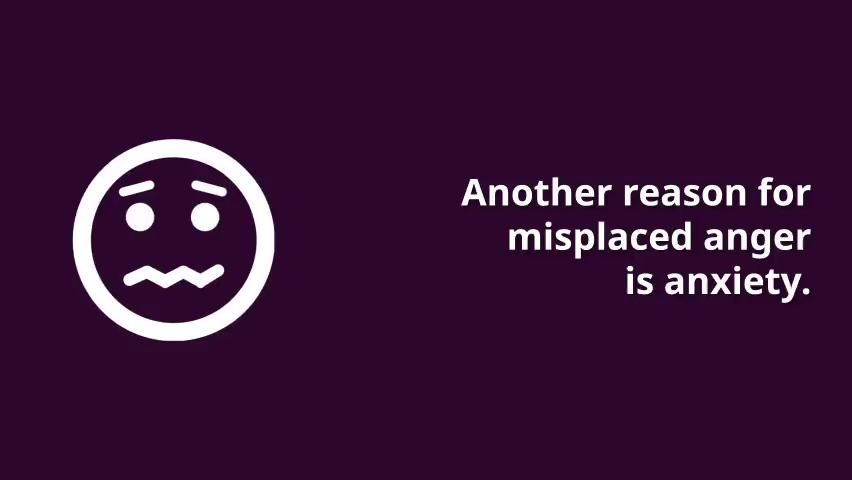 Another reason for
misplaced anger
is anxiety.